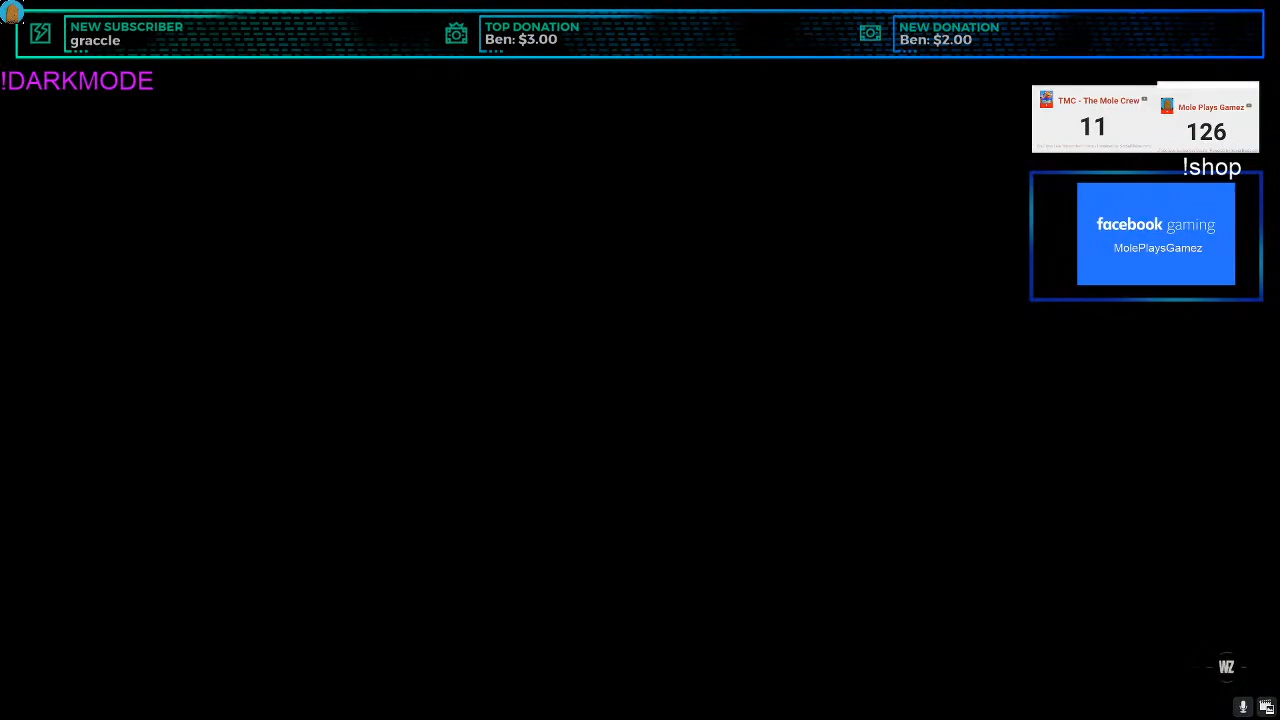 NEW SUBSCRIBER
graccle
TOP DONATION
Ben: $3.00
NEW DONATION
Ben: $2.00
!DARKMODE
TMC - The Mole Crew
11
Mole Plays Gamez
126
!shop
facebook gaming
MolePlaysGamez
WZ